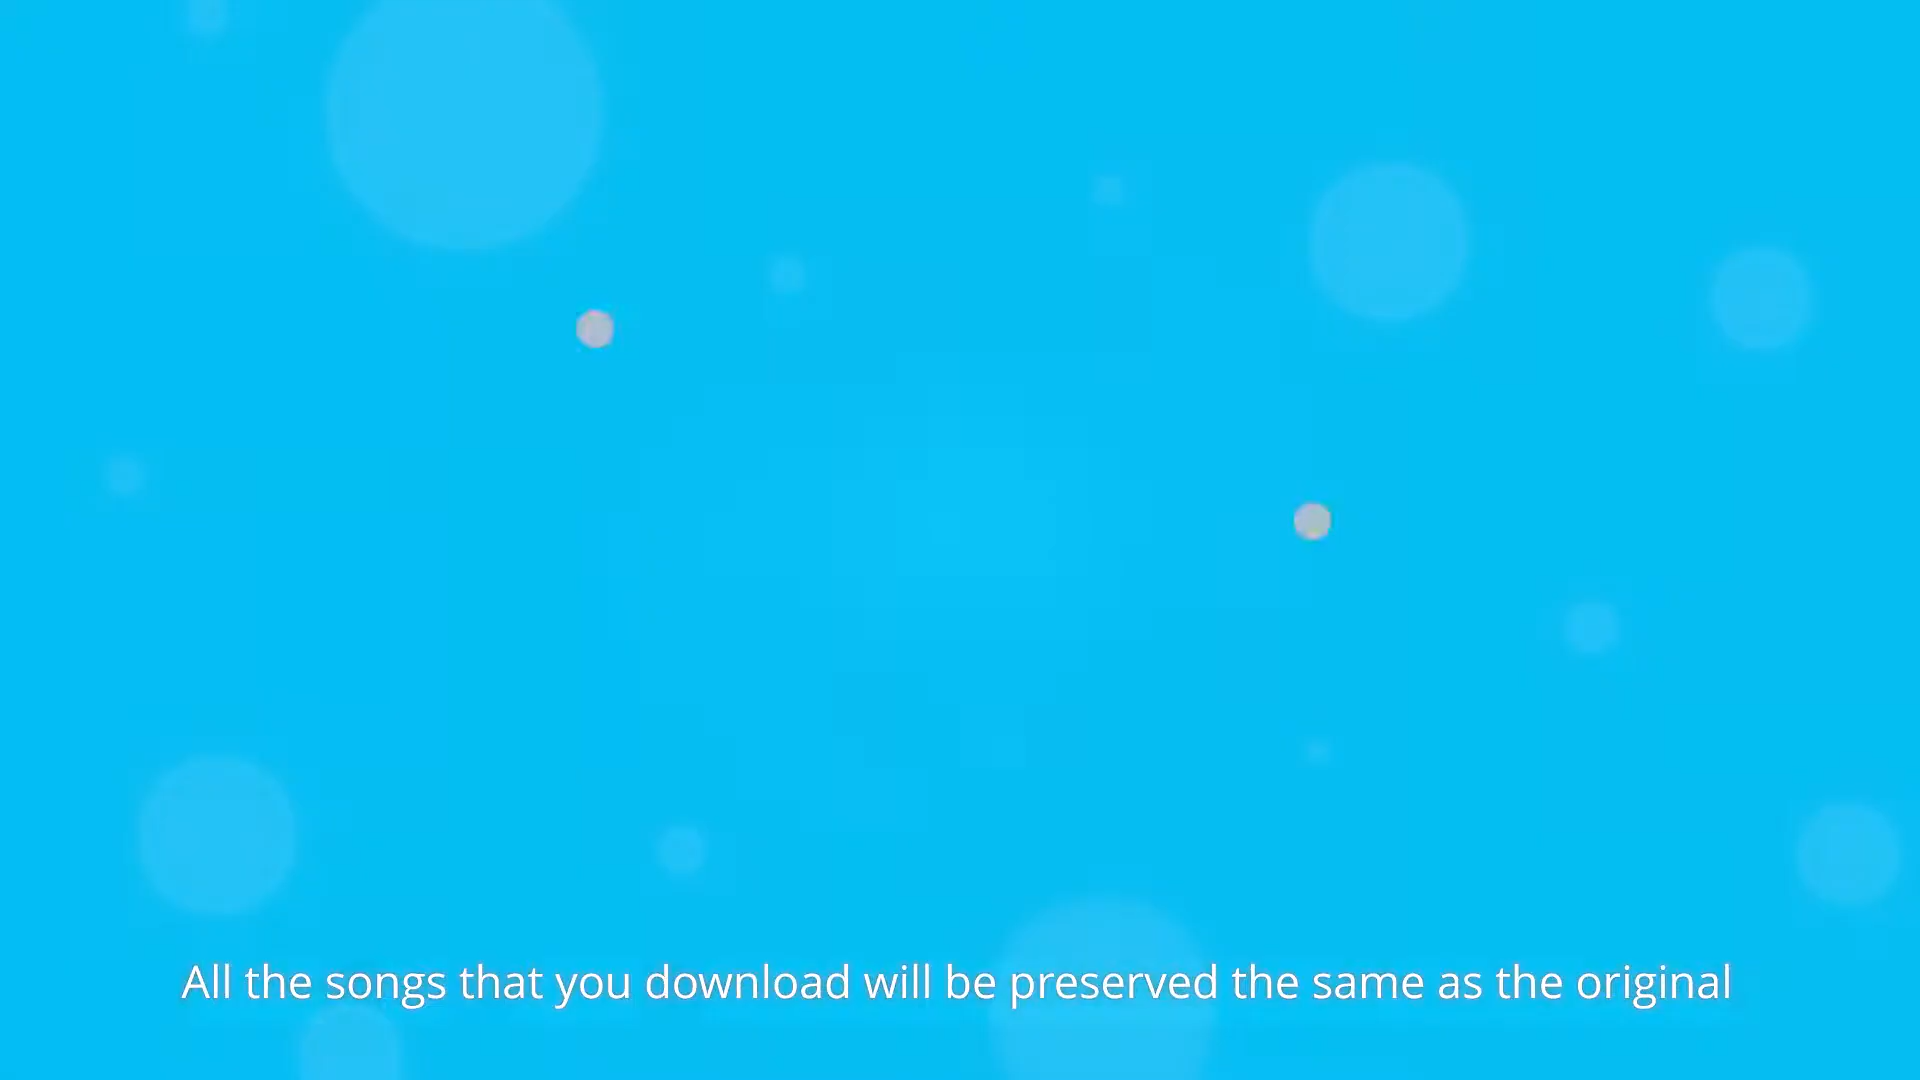 All the songs that you download will be preserved the same as the original